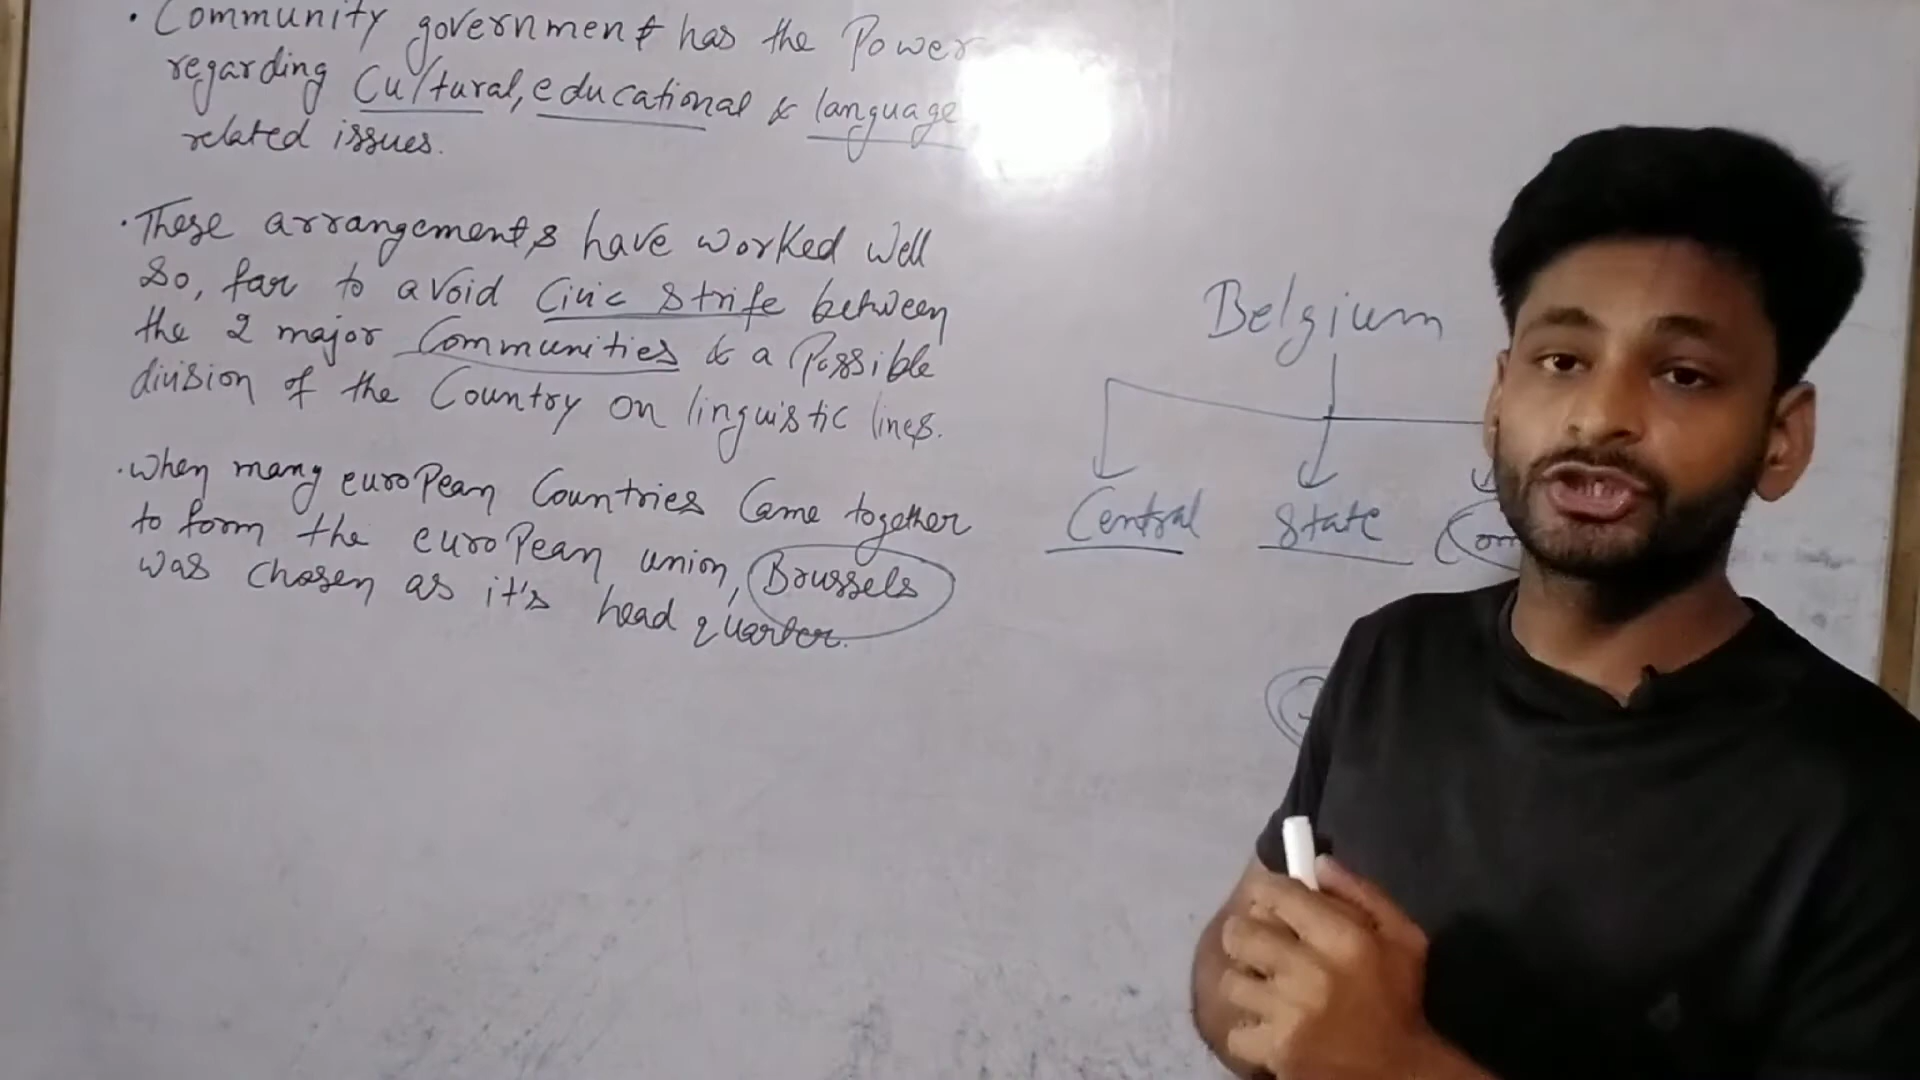 • Community government has the Power
regarding Cultural, educational & language
related issues.
• These arrangements have worked well
So, far to avoid Civic Strife between
the 2 major Communities & a Possible
division of the Country on linguistic lines.
• When many european Countries Came together
to form the european union, Brussels
was chosen as it's head quarter.
Belgium
Central State Com